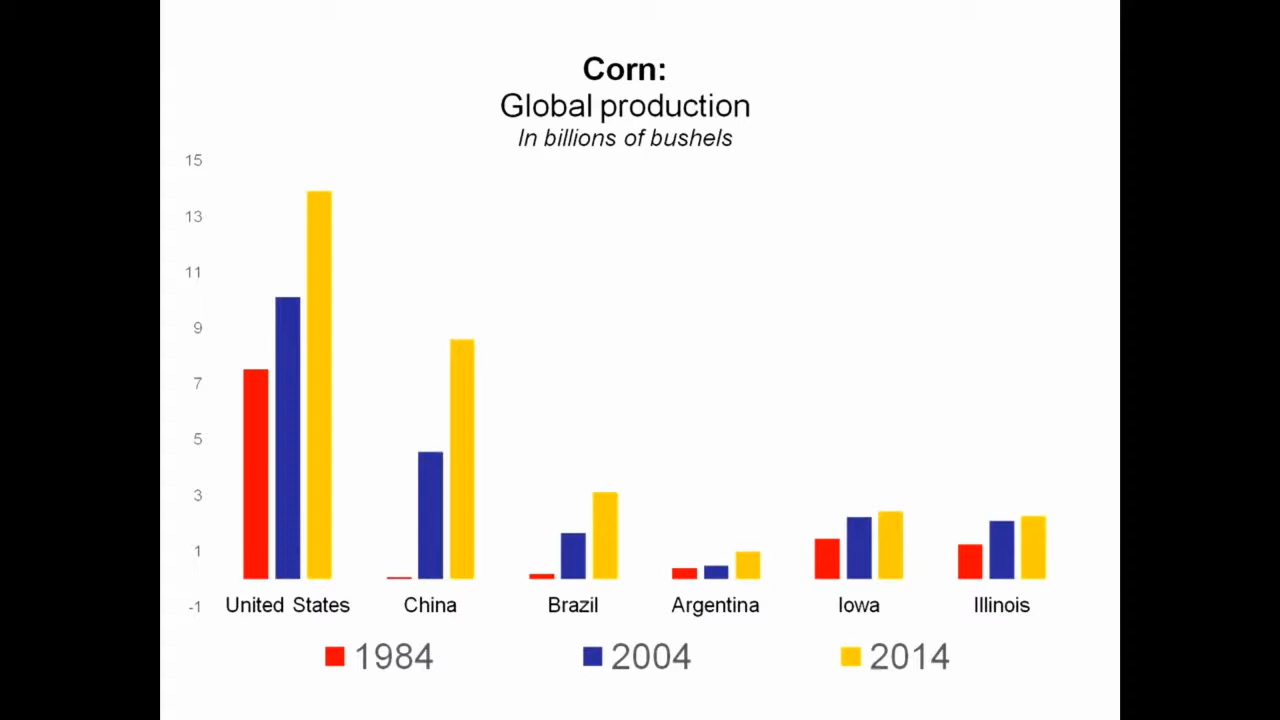 Corn:
Global production
In billions of bushels
15
13
11
9
7
5
3
1
-1
United States China Brazil Argentina Iowa Illinois
1984 2004 2014